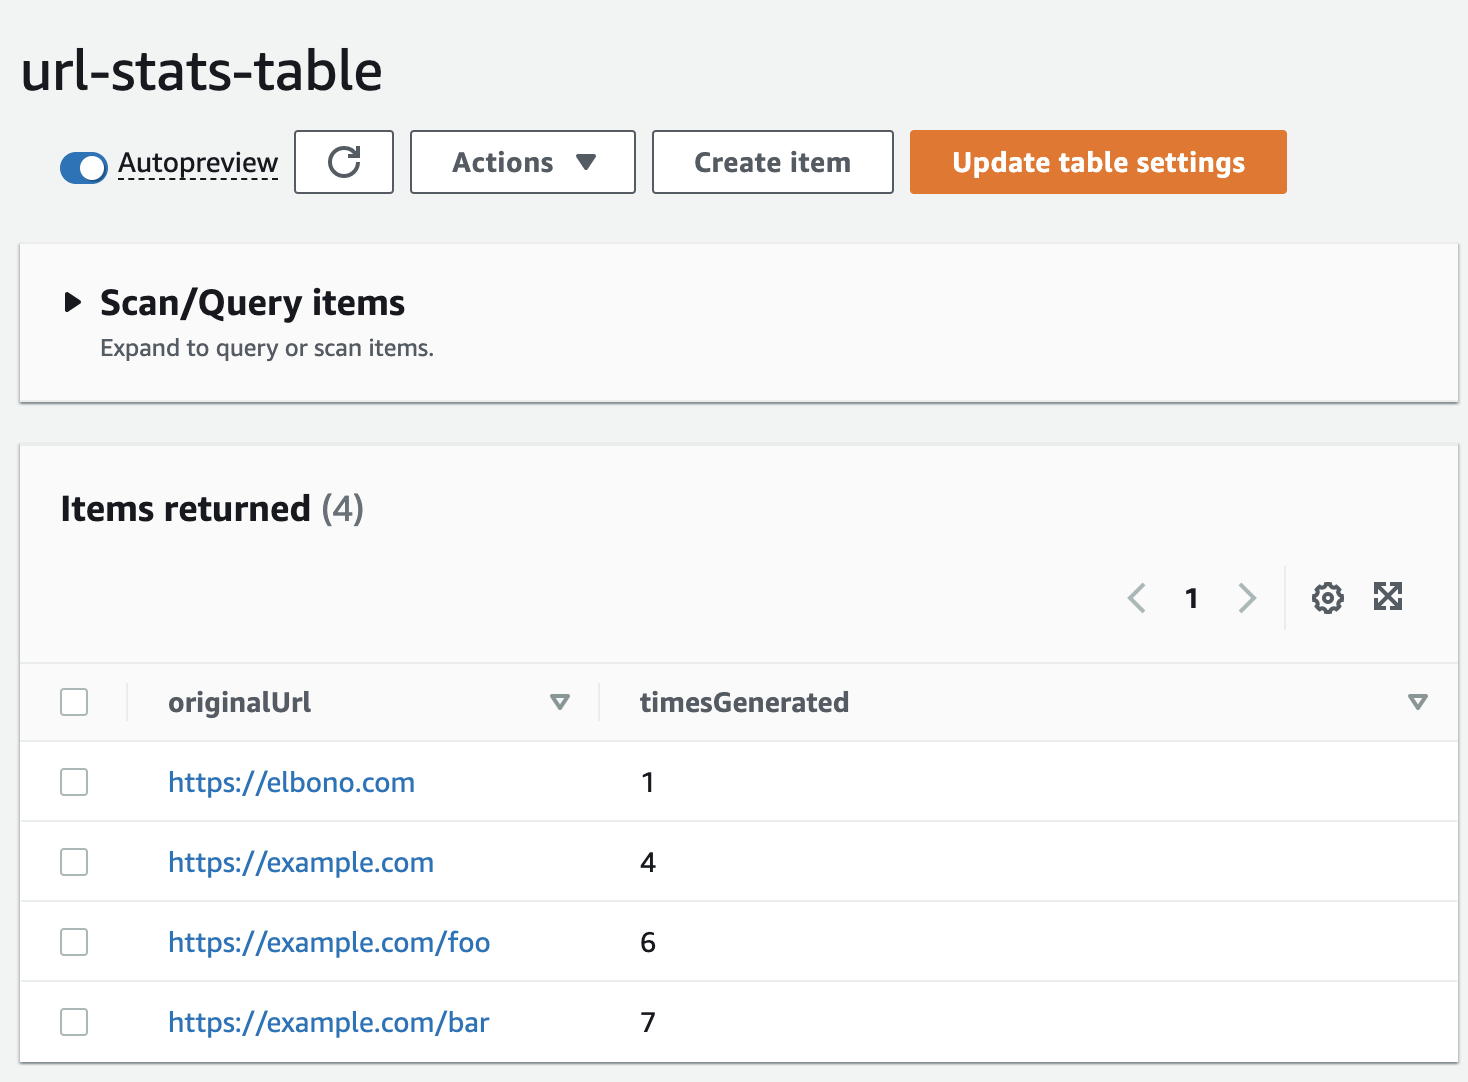 url-stats-table
Autopreview
Actions
Create item
Update table settings
Scan/Query items
Expand to query or scan items.
Items returned (4)
1
originalUrl timesGenerated
https://elbono.com 1
https://example.com 4
https://example.com/foo 6
https://example.com/bar 7